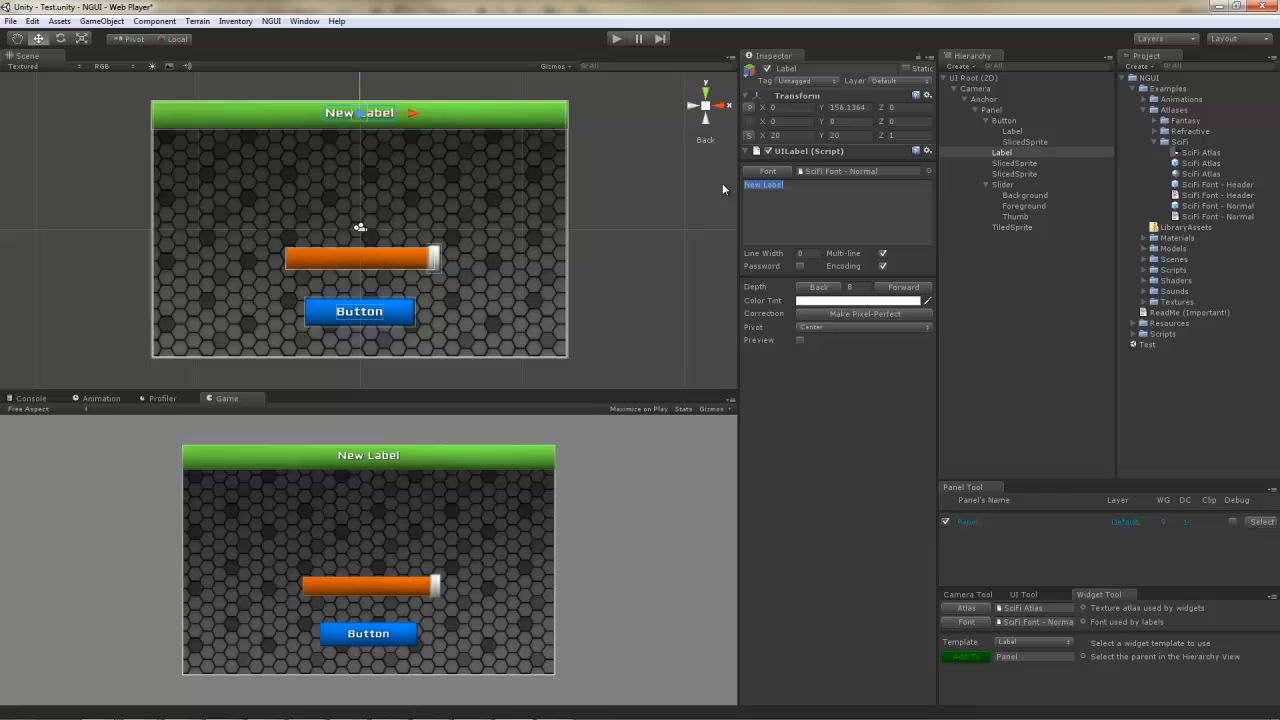 Unity - Test.unity - NGUI - Web Player*
File Edit Assets GameObject Component Terrain Inventory NGUI Window Help
Pivot Local
Layers Layout
Scene
Textured RGB Gizmos All
New Label
Button
Back
Console Animation Profiler Game
Free Aspect Maximize on Play Stats Gizmos
New Label
Button
Inspector
Label Static
Tag Untagged Layer Default
Transform
P X 0 Y 156.1364 Z 0
R X 0 Y 0 Z 0
S X 20 Y 20 Z 1
UILabel (Script)
Font SciFi Font - Normal
New Label
Line Width 0 Multi-line
Password Encoding
Depth Back 8 Forward
Color Tint
Correction Make Pixel-Perfect
Pivot Center
Preview
Hierarchy
Create All
UI Root (2D)
Camera
Anchor
Panel
Button
Label
SlicedSprite
Label
SlicedSprite
SlicedSprite
Slider
Background
Foreground
Thumb
TiledSprite
Project
Create All
NGUI
Examples
Animations
Atlases
Fantasy
Refractive
SciFi
SciFi Atlas
SciFi Atlas
SciFi Atlas
SciFi Font - Header
SciFi Font - Header
SciFi Font - Normal
SciFi Font - Normal
LibraryAssets
Materials
Models
Scenes
Scripts
Shaders
Sounds
Textures
ReadMe (Important!)
Resources
Scripts
Test
Panel Tool
Panel's Name Layer WG DC Clip Debug
Panel Default 9 1 Select
Camera Tool UI Tool Widget Tool
Atlas SciFi Atlas Texture atlas used by widgets
Font SciFi Font - Norma Font used by labels
Template Label Select a widget template to use
Add To Panel Select the parent in the Hierarchy View